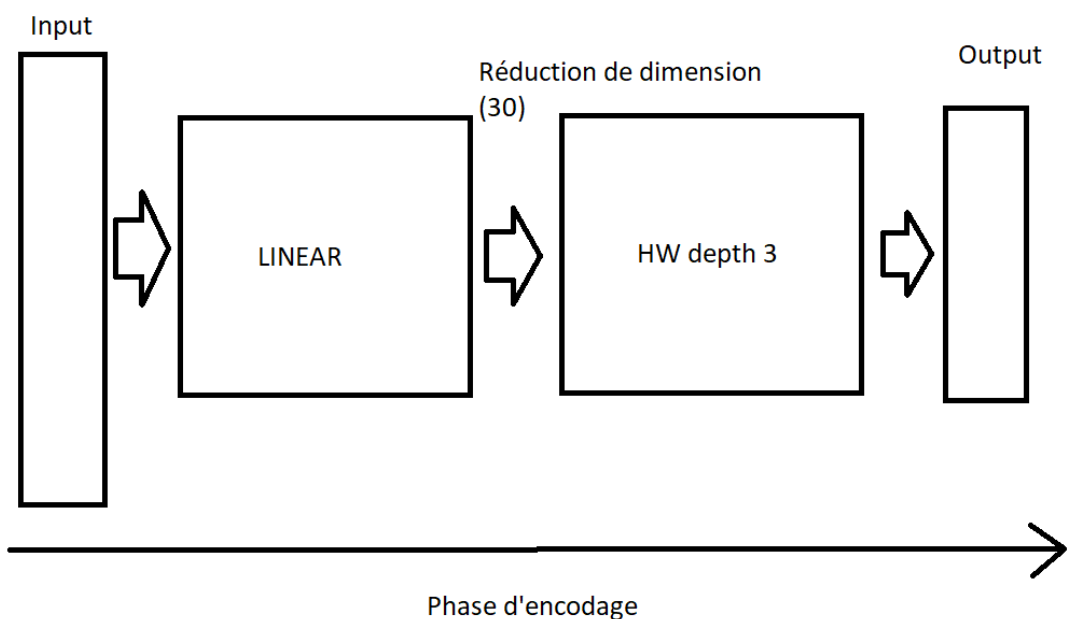 Input
Réduction de dimension
(30)
Output
LINEAR
HW depth 3
Phase d'encodage